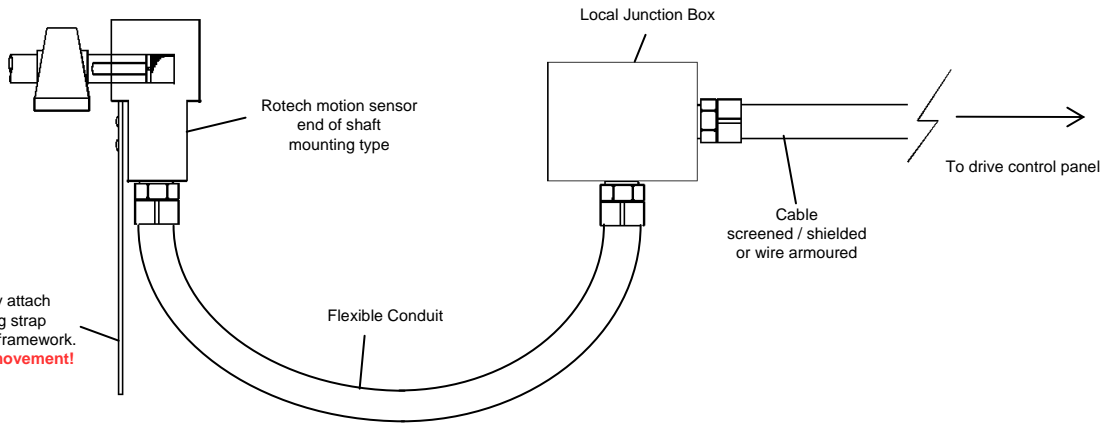 Local Junction Box
Rotech motion sensor
end of shaft
mounting type
To drive control panel
Cable
screened / shielded
or wire armoured
Flexible Conduit
attach
strap
framework.
movement!